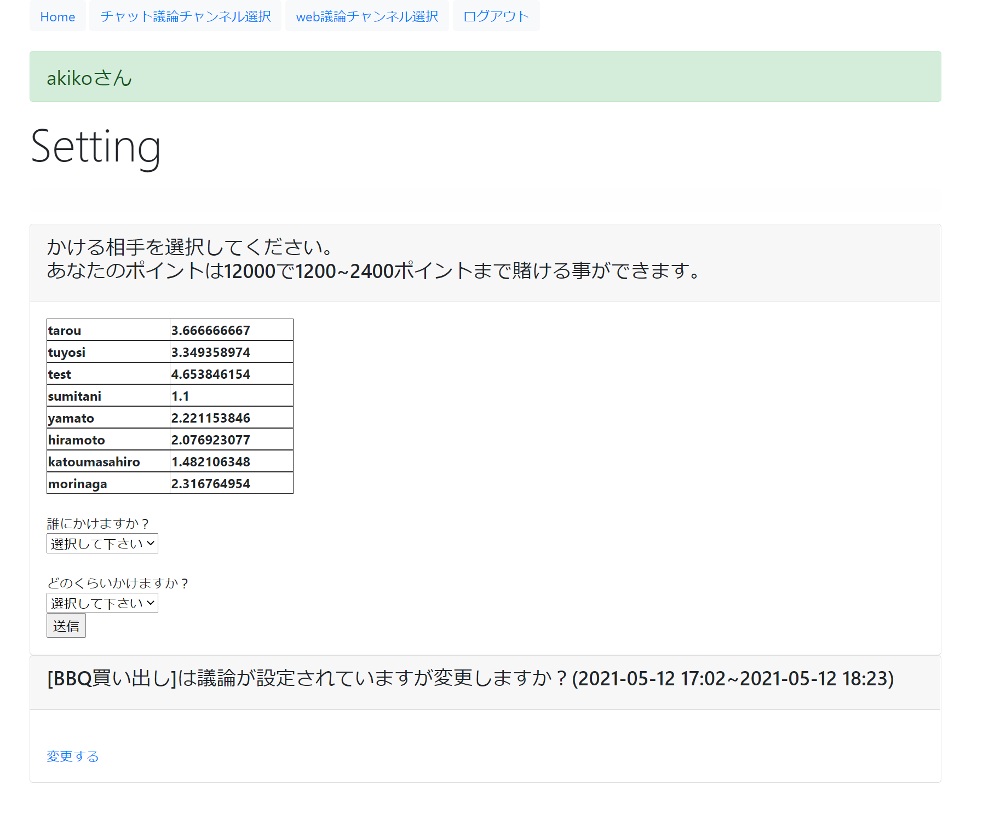 Home チャット議論チャンネル選択 web議論チャンネル選択 ログアウト
akikoさん
Setting
かける相手を選択してください。
あなたのポイントは12000で1200~2400ポイントまで賭ける事ができます。
tarou 3.666666667
tuyosi 3.349358974
test 4.653846154
sumitani 1.1
yamato 2.221153846
hiramoto 2.076923077
katoumasahiro 1.482106348
morinaga 2.316764954
誰にかけますか？
選択して下さい
どのくらいかけますか？
選択して下さい
送信
[BBQ買い出し]は議論が設定されていますが変更しますか？(2021-05-12 17:02~2021-05-12 18:23)
変更する